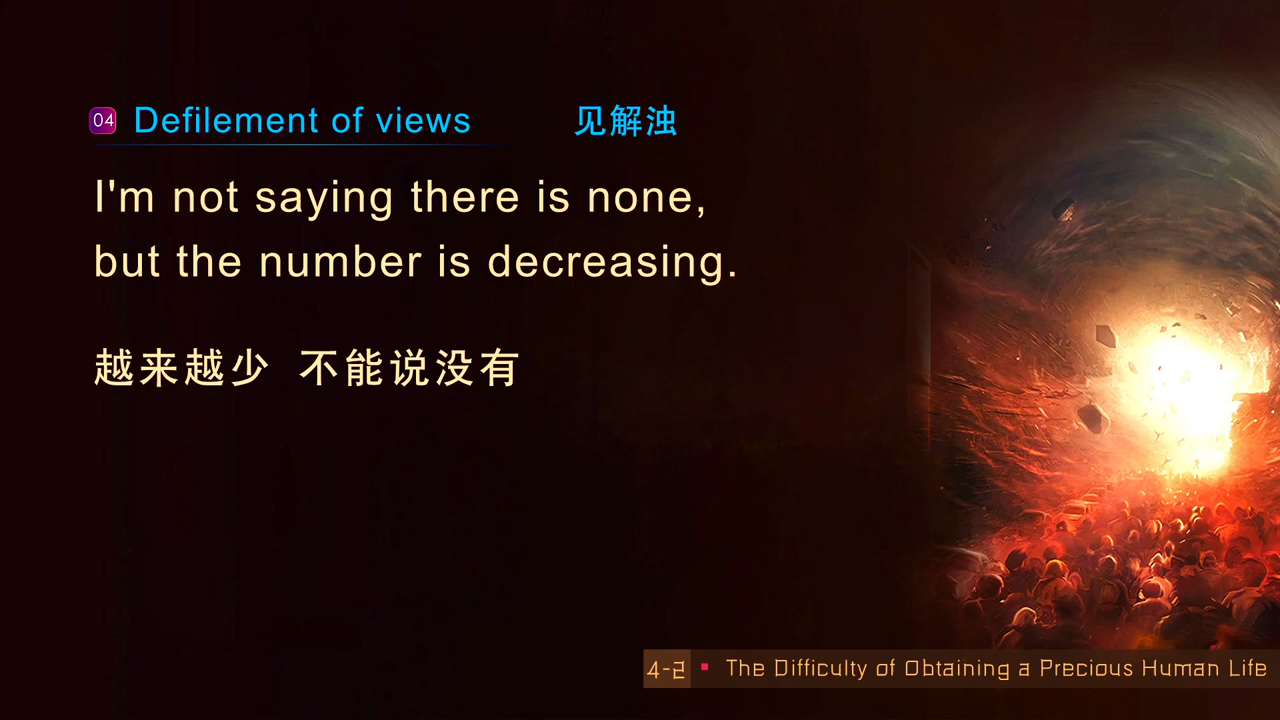 04 Defilement of views 见解浊
I'm not saying there is none,
but the number is decreasing.
越来越少 不能说没有
4-2 ▪ The Difficulty of Obtaining a Precious Human Life